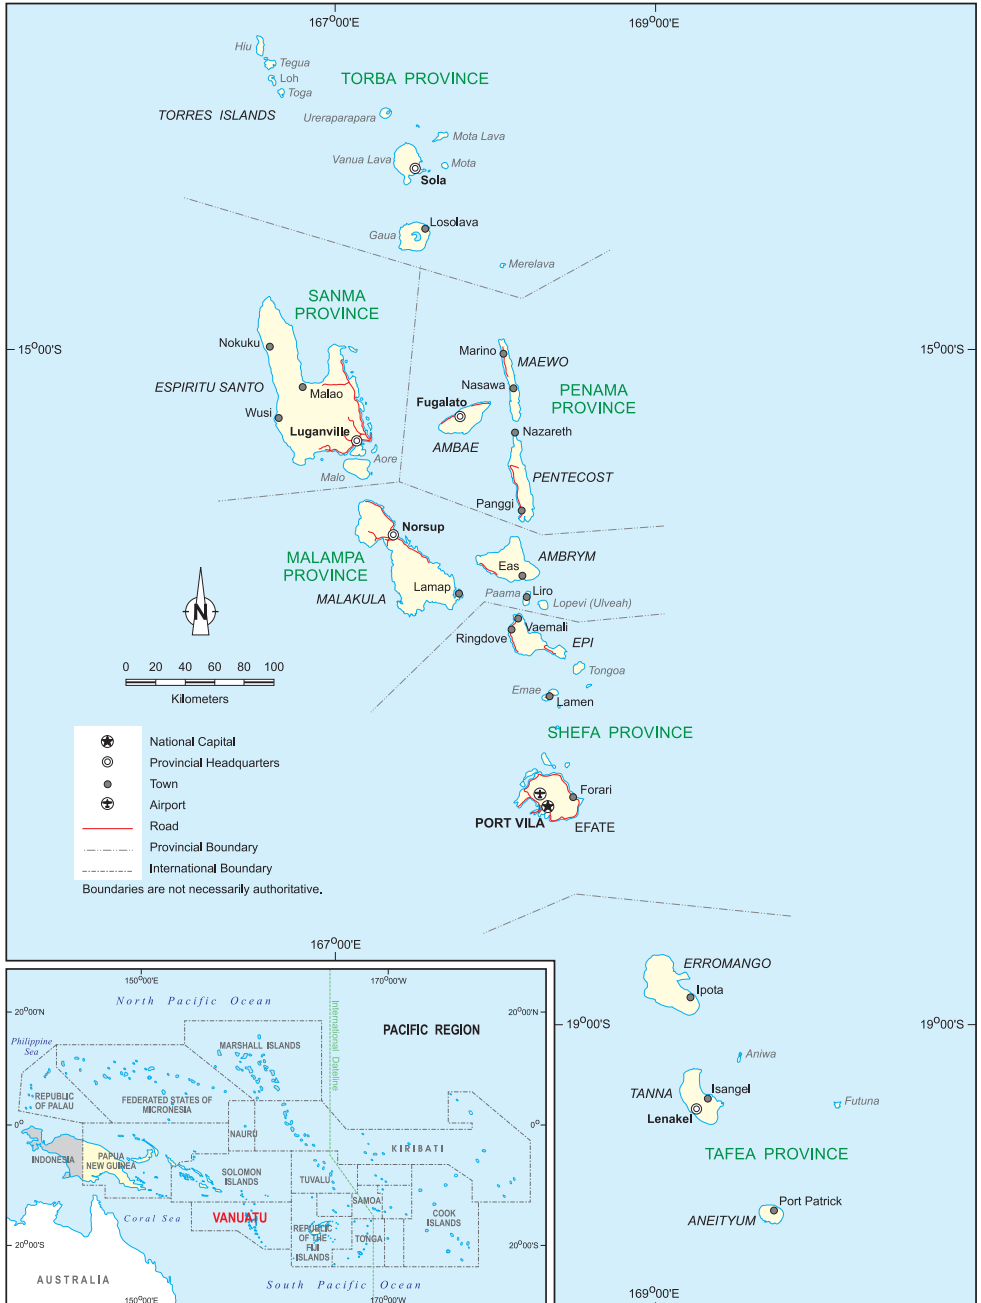 167°00'E
169°00'E
Hiu
Tegua
Loh
Toga
TORBA PROVINCE
TORRES ISLANDS
Ureraparapara
Mota Lava
Vanua Lava
Mota
Sola
Losolava
Gaua
Merelava
SANMA
PROVINCE
Nokuku
15°00'S
15°00'S
Marino
MAEWO
ESPIRITU SANTO
Malao
Nasawa
PENAMA
PROVINCE
Wusi
Fugalato
Luganville
AMBAE
Nazareth
Aore
Malo
PENTECOST
Panggi
Norsup
MALAMPA
PROVINCE
AMBRYM
Eas
MALAKULA
Lamap
Paama
Liro
Lopevi (Ulveah)
N
Vaemali
Ringdove
EPI
Tongoa
0 20 40 60 80 100
Kilometers
Emae
Lamen
SHEFA PROVINCE
National Capital
Provincial Headquarters
Town
Airport
Road
Provincial Boundary
International Boundary
Boundaries are not necessarily authoritative.
Forari
PORT VILA
EFATE
167°00'E
ERROMANGO
Ipota
19°00'S
19°00'S
Aniwa
TANNA
Isangel
Lenakel
Futuna
TAFEA PROVINCE
Port Patrick
ANEITYUM
169°00'E
150°00'E
170°00'W
North Pacific Ocean
International Dateline
20°00'N
20°00'N
PACIFIC REGION
Philippine
Sea
MARSHALL ISLANDS
REPUBLIC
OF PALAU
FEDERATED STATES OF
MICRONESIA
0°
0°
NAURU
KIRIBATI
INDONESIA
PAPUA
NEW GUINEA
SOLOMON
ISLANDS
TUVALU
SAMOA
COOK
ISLANDS
Coral Sea
VANUATU
REPUBLIC
OF THE
FIJI
ISLANDS
TONGA
20°00'S
20°00'S
AUSTRALIA
South Pacific Ocean
150°00'E
170°00'W